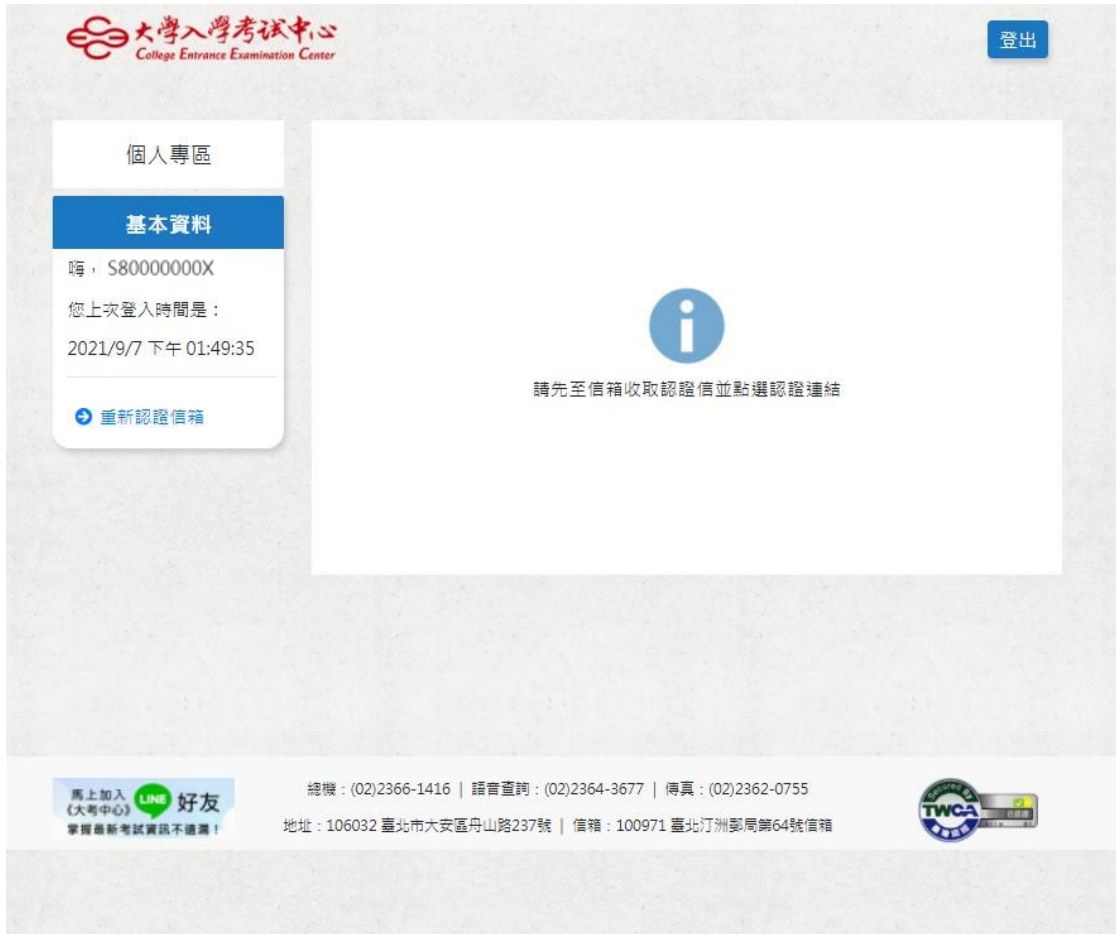 大學入學考試中心
College Entrance Examination Center
登出
個人專區
基本資料
嗨，S80000000X
您上次登入時間是：
2021/9/7 下午 01:49:35
重新認證信箱
請先至信箱收取認證信並點選認證連結
馬上加入
《大考中心》 LINE 好友
掌握最新考試資訊不遺漏！
總機：(02)2366-1416 | 語音查詢：(02)2364-3677 | 傳真：(02)2362-0755
地址：106032 臺北市大安區舟山路237號 | 信箱：100971 臺北汀洲郵局第64號信箱
Secured By
TWCA